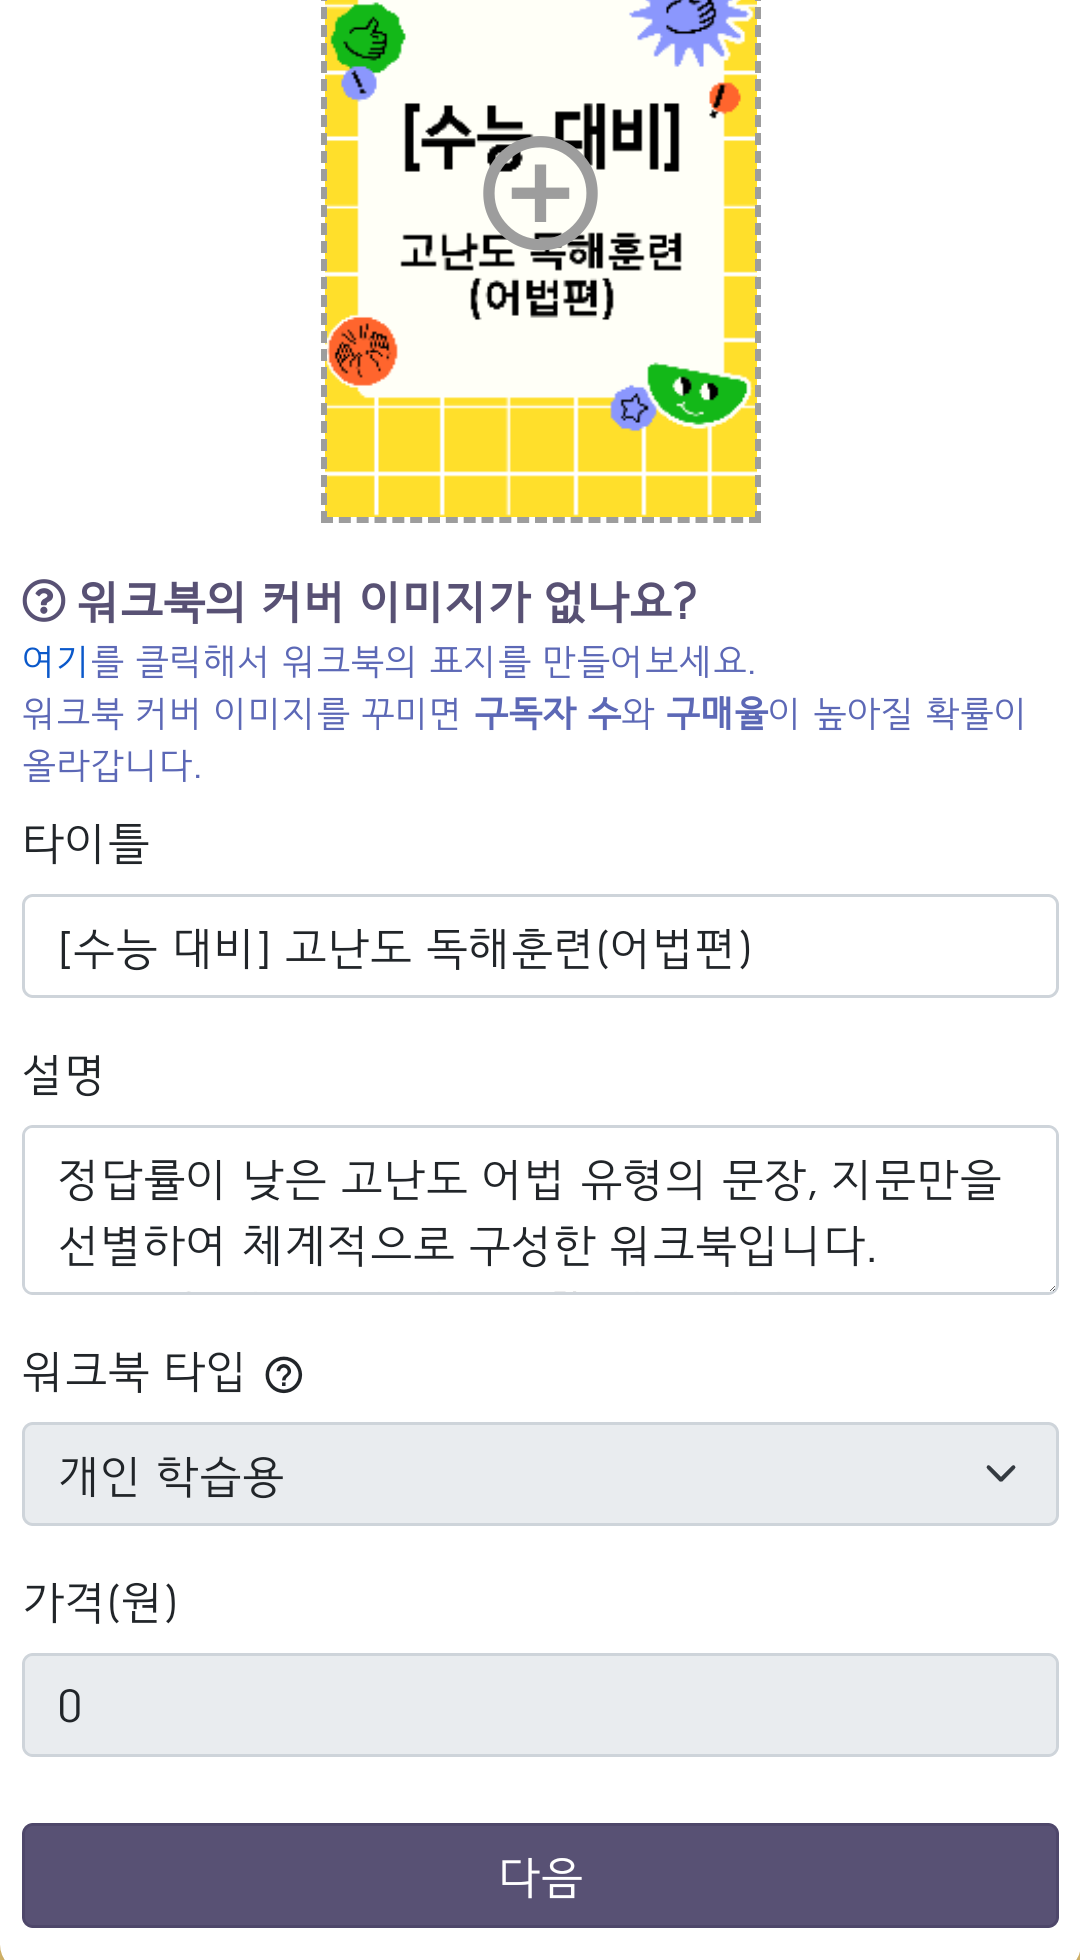 [수능 대비]
고난도 독해훈련
(어법편)
워크북의 커버 이미지가 없나요?
여기를 클릭해서 워크북의 표지를 만들어보세요.
워크북 커버 이미지를 꾸미면 구독자 수와 구매율이 높아질 확률이
올라갑니다.
타이틀
[수능 대비] 고난도 독해훈련(어법편)
설명
정답률이 낮은 고난도 어법 유형의 문장, 지문만을
선별하여 체계적으로 구성한 워크북입니다.
워크북 타입
개인 학습용
가격(원)
0
다음